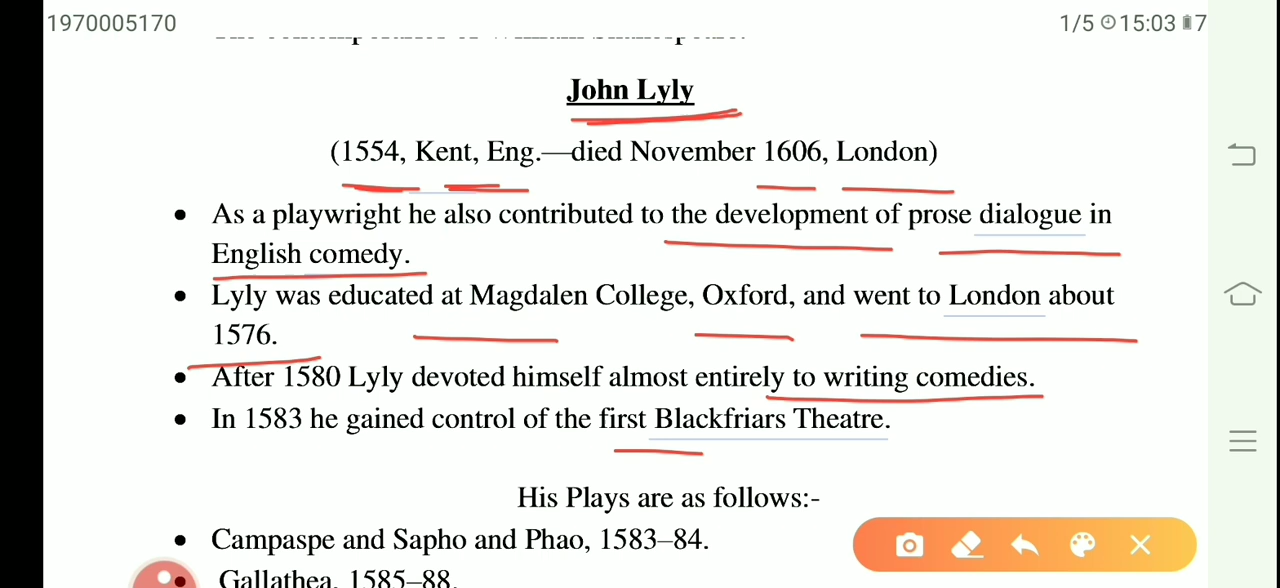 1970005170
1/5 15:03 7
John Lyly
(1554, Kent, Eng.—died November 1606, London)
• As a playwright he also contributed to the development of prose dialogue in
English comedy.
• Lyly was educated at Magdalen College, Oxford, and went to London about
1576.
• After 1580 Lyly devoted himself almost entirely to writing comedies.
• In 1583 he gained control of the first Blackfriars Theatre.
His Plays are as follows:-
• Campaspe and Sapho and Phao, 1583–84.
• Gallathea, 1585–88.